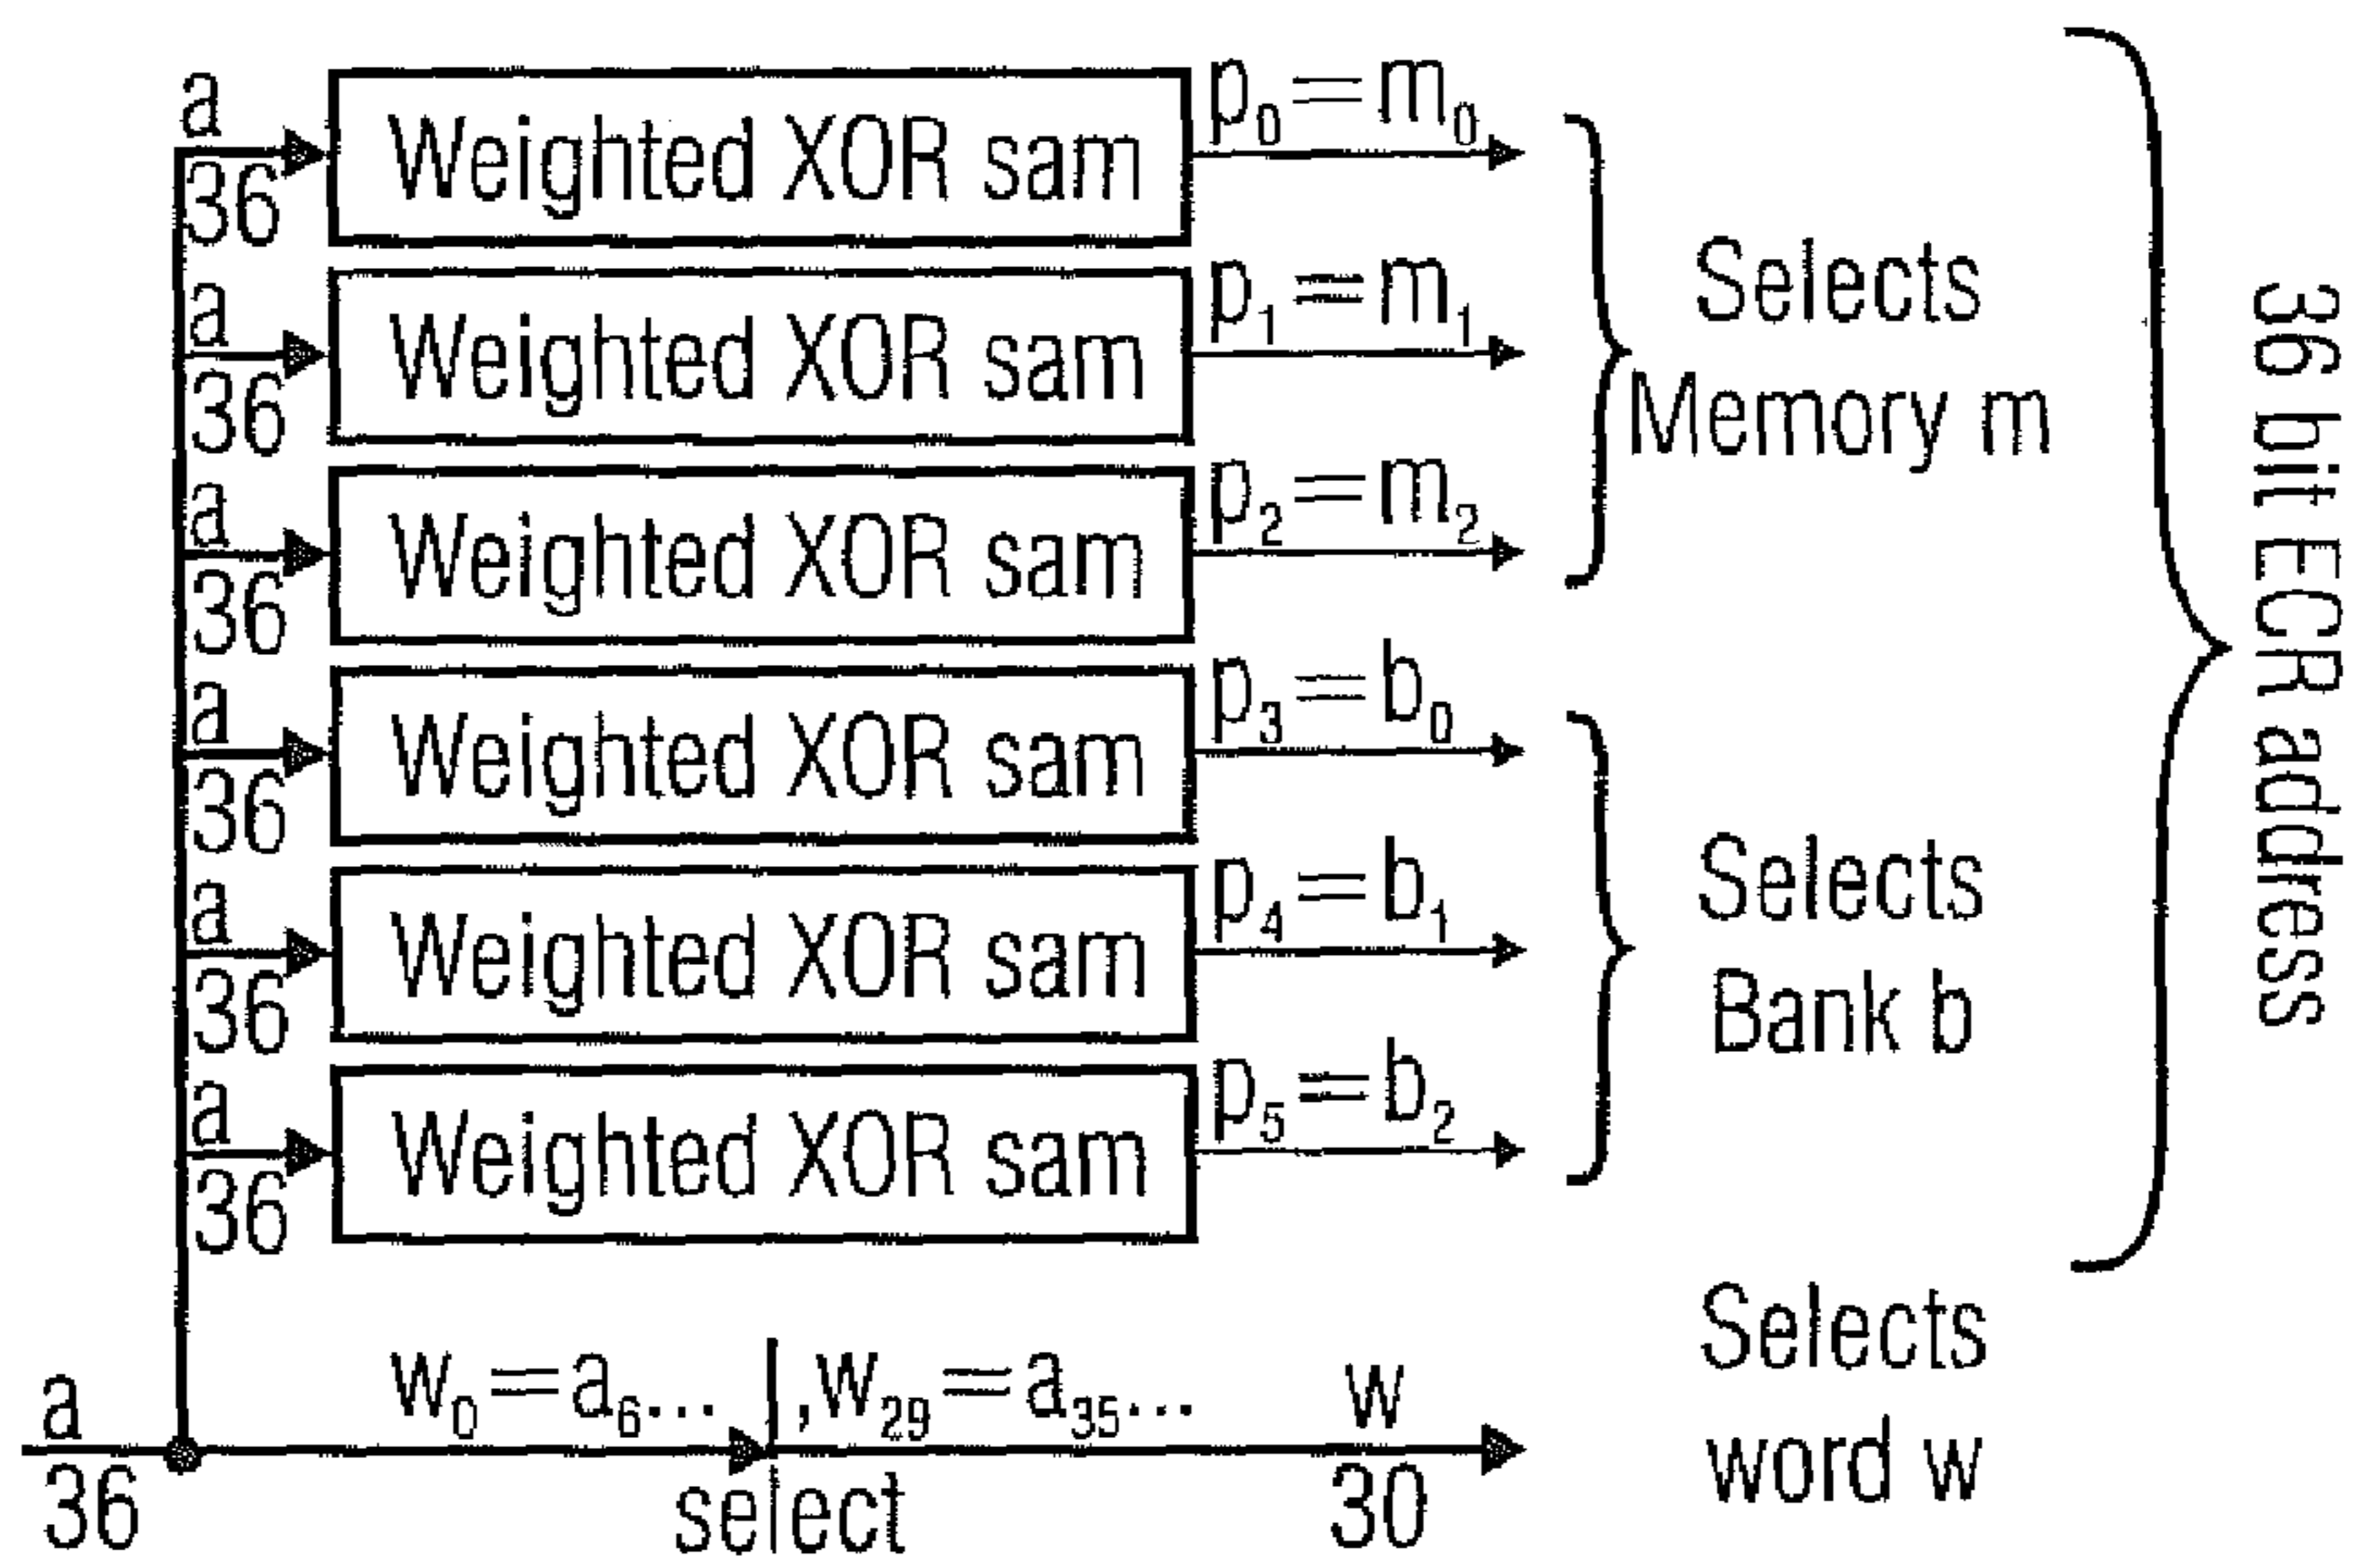 a
36
Weighted XOR sam
p₀=m₀
a
36
Weighted XOR sam
p₁=m₁
a
36
Weighted XOR sam
p₂=m₂
Selects
Memory m
a
36
Weighted XOR sam
p₃=b₀
a
36
Weighted XOR sam
p₄=b₁
a
36
Weighted XOR sam
p₅=b₂
Selects
Bank b
36 bit ECR address
a
36
w₀=a₆... ,w₂₉=a₃₅...
select
w
30
Selects
word w